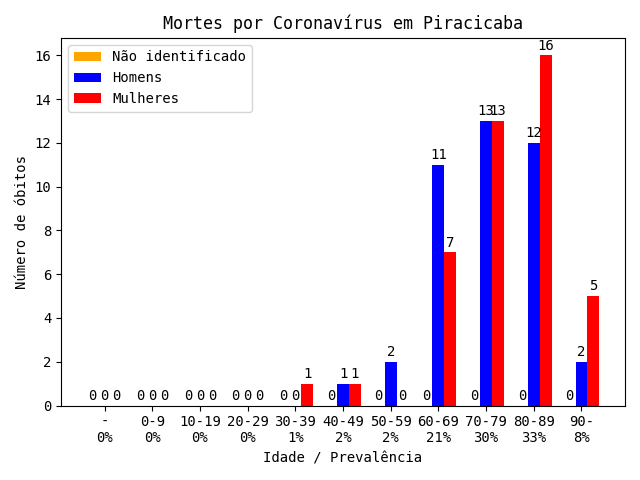 Mortes por Coronavírus em Piracicaba
Não identificado
Homens
Mulheres
Número de óbitos
16
14
12
10
8
6
4
2
0
0 0 0 0 0 0 0 0 0 0 0 0 0 0 1 0 1 1 0 2 0 0 11 7 0 13 13 0 12 16 0 2 5
- 0-9 10-19 20-29 30-39 40-49 50-59 60-69 70-79 80-89 90-
0% 0% 0% 0% 1% 2% 2% 21% 30% 33% 8%
Idade / Prevalência